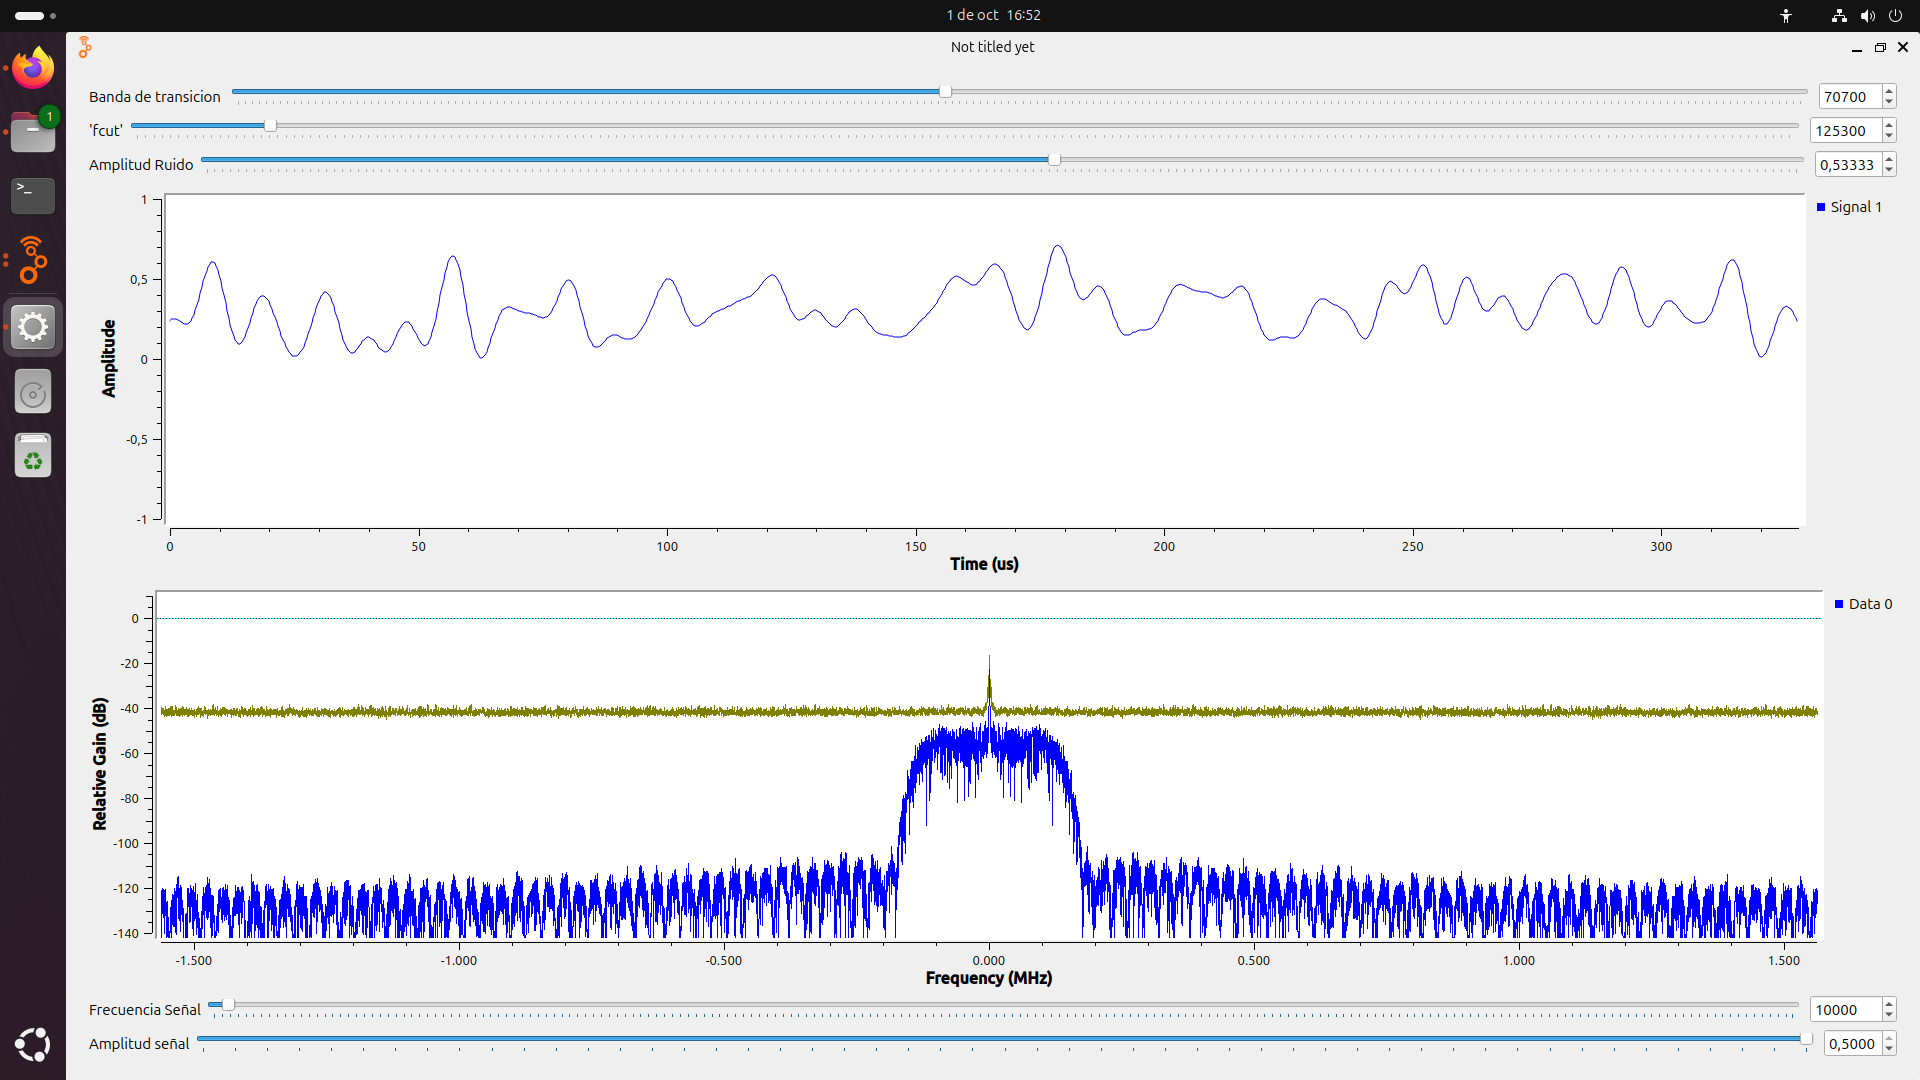 1 de oct 16:52
Not titled yet
1
>_
Banda de transicion 70700
'fcut' 125300
Amplitud Ruido 0,53333
Signal 1
1
0,5
0
-0,5
-1
Amplitude
0 50 100 150 200 250 300
Time (us)
Data 0
0
-20
-40
-60
-80
-100
-120
-140
Relative Gain (dB)
-1.500 -1.000 -0.500 0.000 0.500 1.000 1.500
Frequency (MHz)
Frecuencia Señal 10000
Amplitud señal 0,5000